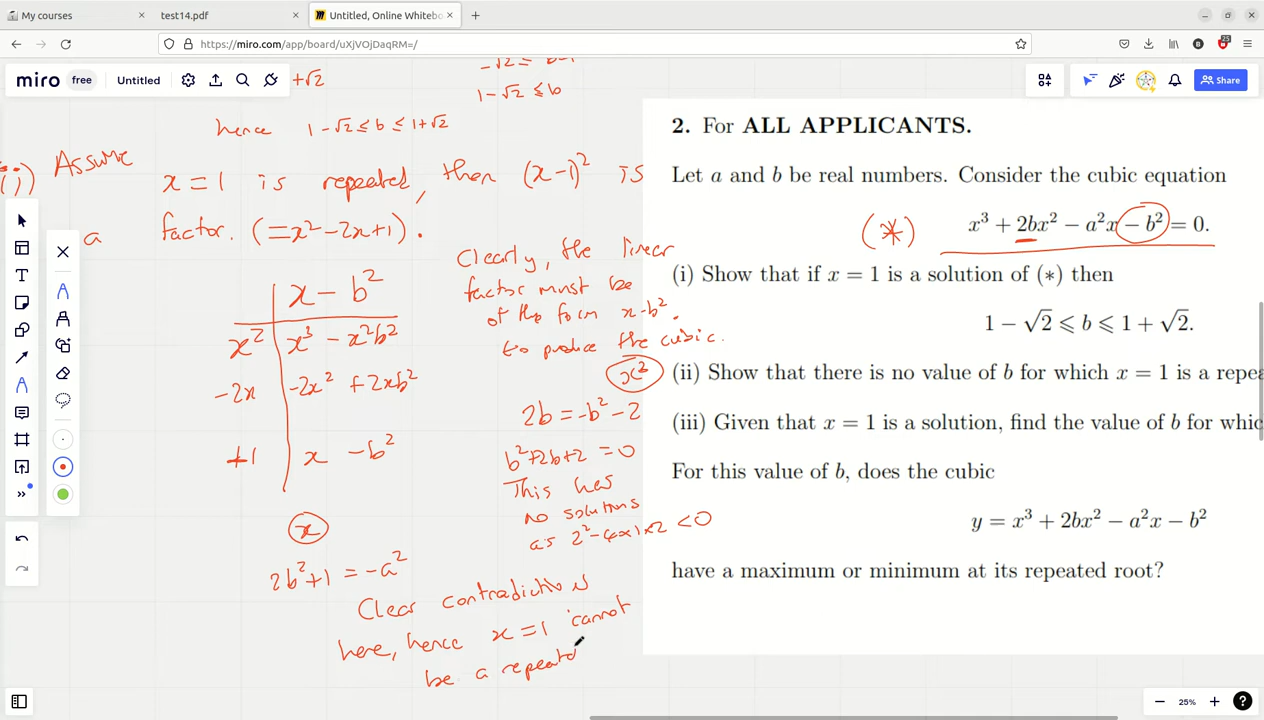 My courses
test14.pdf
Untitled, Online Whitebo
https://miro.com/app/board/uXjVOjDaqRM=/
miro
free
Untitled
25
Share
+√2
1-√2 ≤ b
hence 1-√2 ≤ b ≤ 1+√2
Assume
x=1 is repeated, then (x-1)² is
a factor. (=x²-2x+1).
Clearly, the linear
factor must be
of the form x-b².
to produce the cubic.
x - b²
x² x³ - x²b²
-2x -2x² +2xb²
+1 x -b²
x²
2b = -b²-2
b²+2b+2 =0
This has
no solutions
as 2²-4×1×2 <0
x
2b²+1 = -a²
Clear contradictions
here, hence x=1 cannot
be a repeated
2. For ALL APPLICANTS.
Let a and b be real numbers. Consider the cubic equation
(*) x³ + 2bx² − a²x − b² = 0.
(i) Show that if x = 1 is a solution of (∗) then
1 − √2 ⩽ b ⩽ 1 + √2.
(ii) Show that there is no value of b for which x = 1 is a repea
(iii) Given that x = 1 is a solution, find the value of b for whic
For this value of b, does the cubic
y = x³ + 2bx² − a²x − b²
have a maximum or minimum at its repeated root?
25%